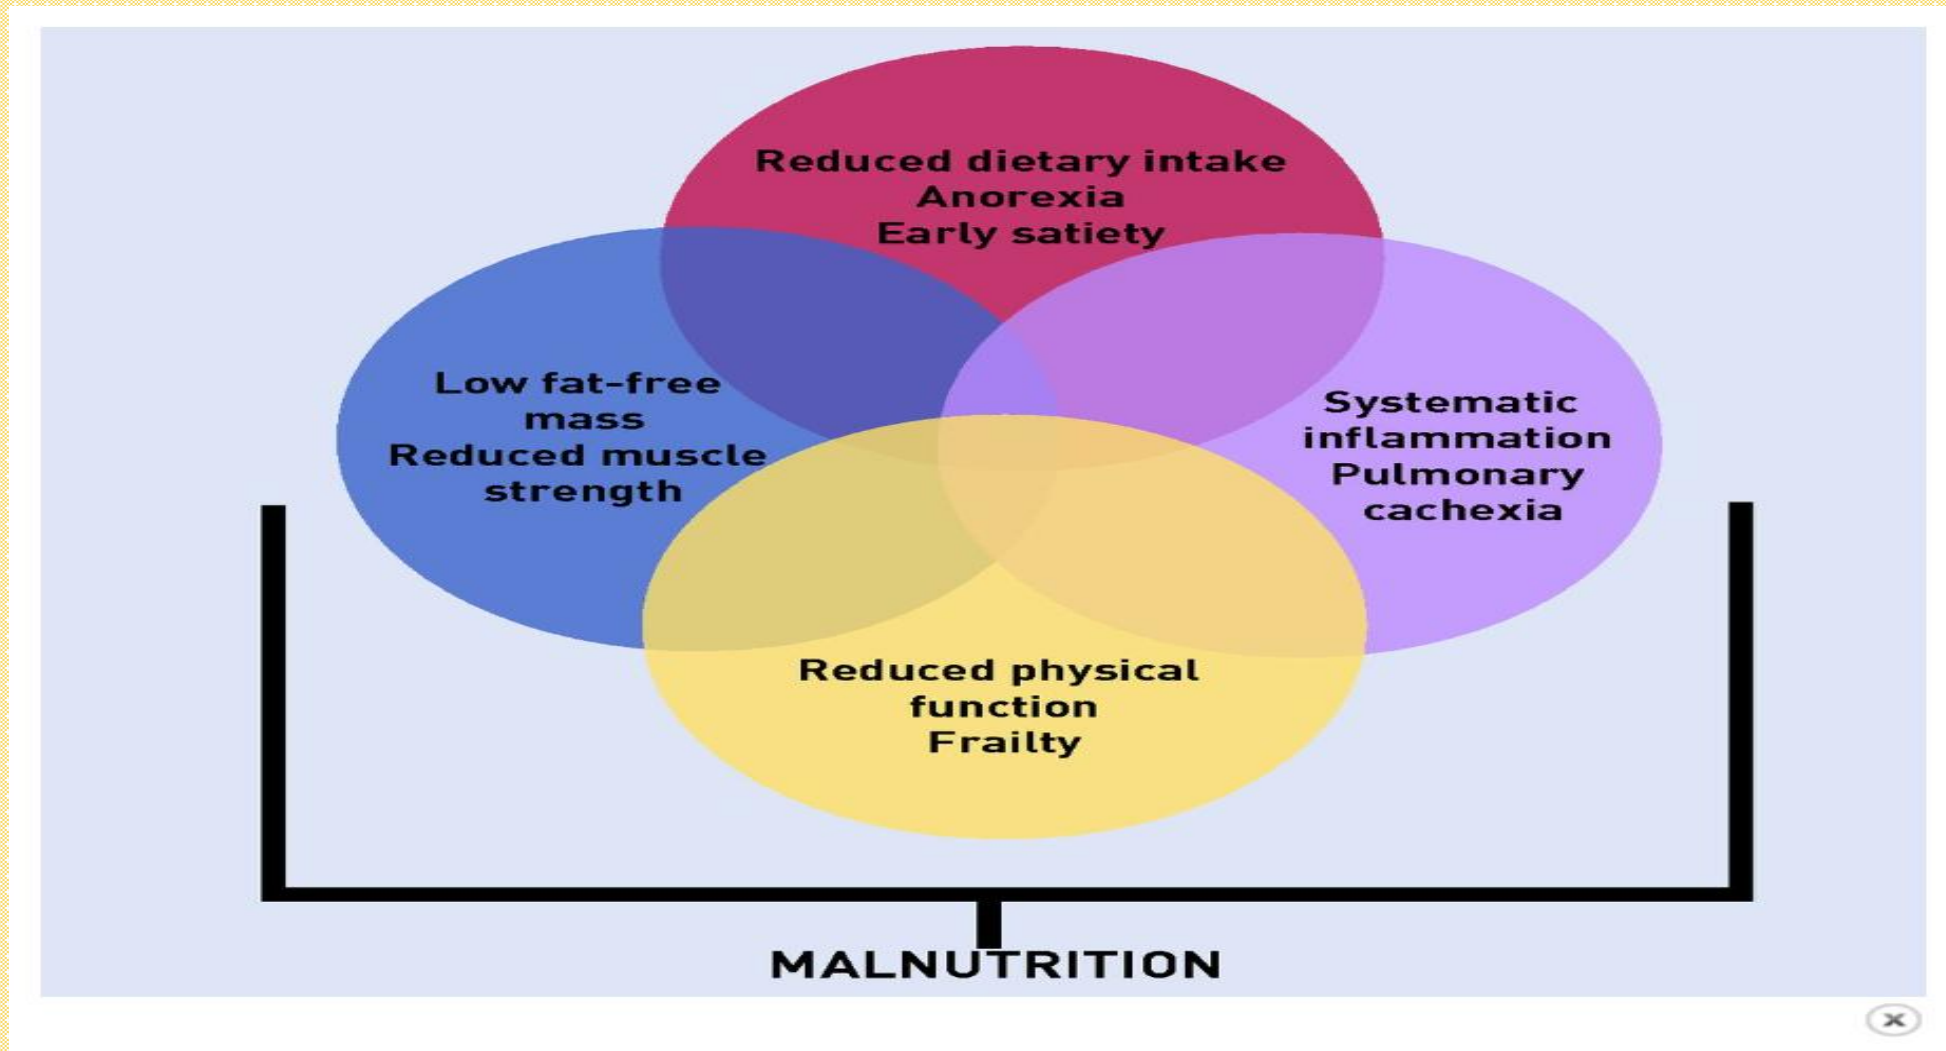 Reduced dietary intake
Anorexia
Early satiety
Low fat-free
mass
Reduced muscle
strength
Systematic
inflammation
Pulmonary
cachexia
Reduced physical
function
Frailty
MALNUTRITION